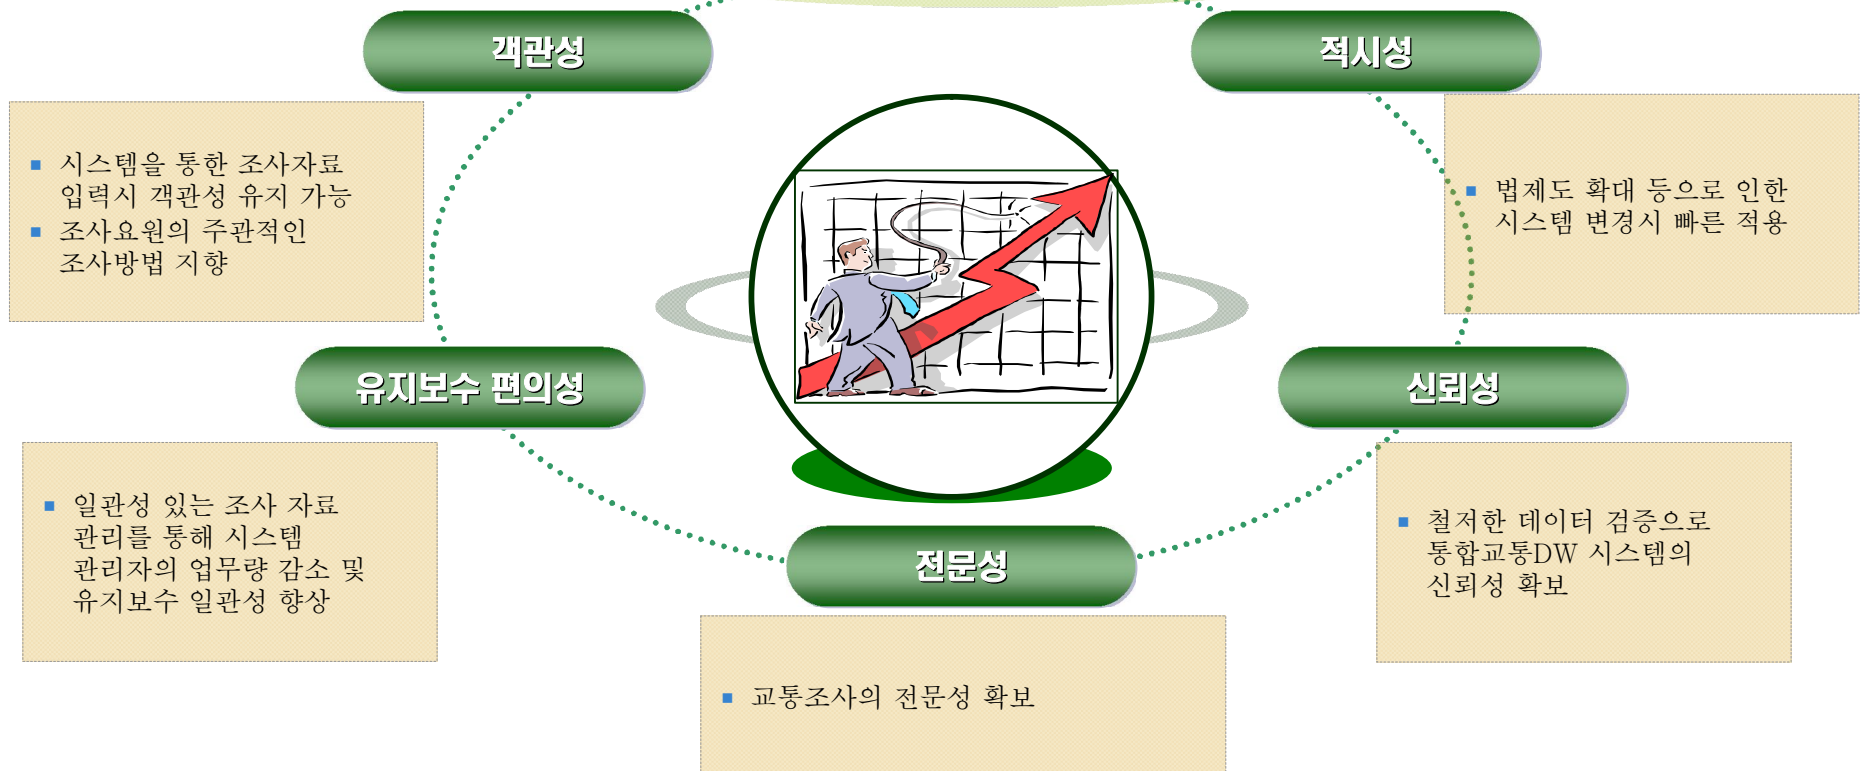 객관성
적시성
시스템을 통한 조사자료
입력시 객관성 유지 가능
조사요원의 주관적인
조사방법 지향
법제도 확대 등으로 인한
시스템 변경시 빠른 적용
유지보수 편의성
신뢰성
일관성 있는 조사 자료
관리를 통해 시스템
관리자의 업무량 감소 및
유지보수 일관성 향상
철저한 데이터 검증으로
통합교통DW 시스템의
신뢰성 확보
전문성
교통조사의 전문성 확보